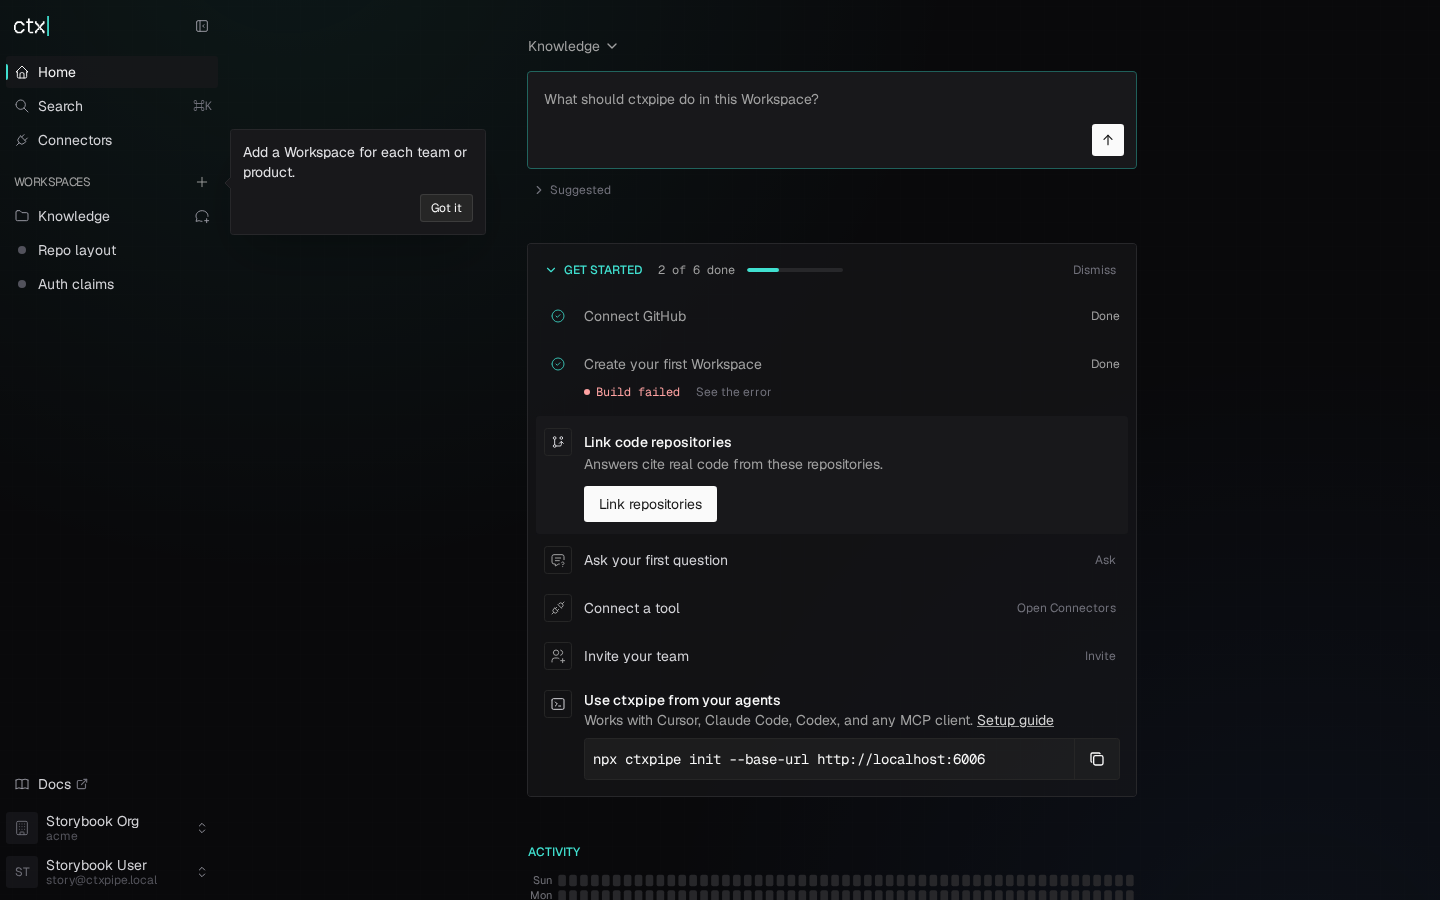 ctx
Home
Search ⌘K
Connectors
WORKSPACES
Knowledge
Repo layout
Auth claims
Add a Workspace for each team or
product.
Got it
Knowledge
What should ctxpipe do in this Workspace?
Suggested
GET STARTED 2 of 6 done Dismiss
Connect GitHub Done
Create your first Workspace Done
Build failed See the error
Link code repositories
Answers cite real code from these repositories.
Link repositories
Ask your first question Ask
Connect a tool Open Connectors
Invite your team Invite
Use ctxpipe from your agents
Works with Cursor, Claude Code, Codex, and any MCP client. Setup guide
npx ctxpipe init --base-url http://localhost:6006
ACTIVITY
Sun
Mon
Docs
Storybook Org
acme
ST
Storybook User
story@ctxpipe.local